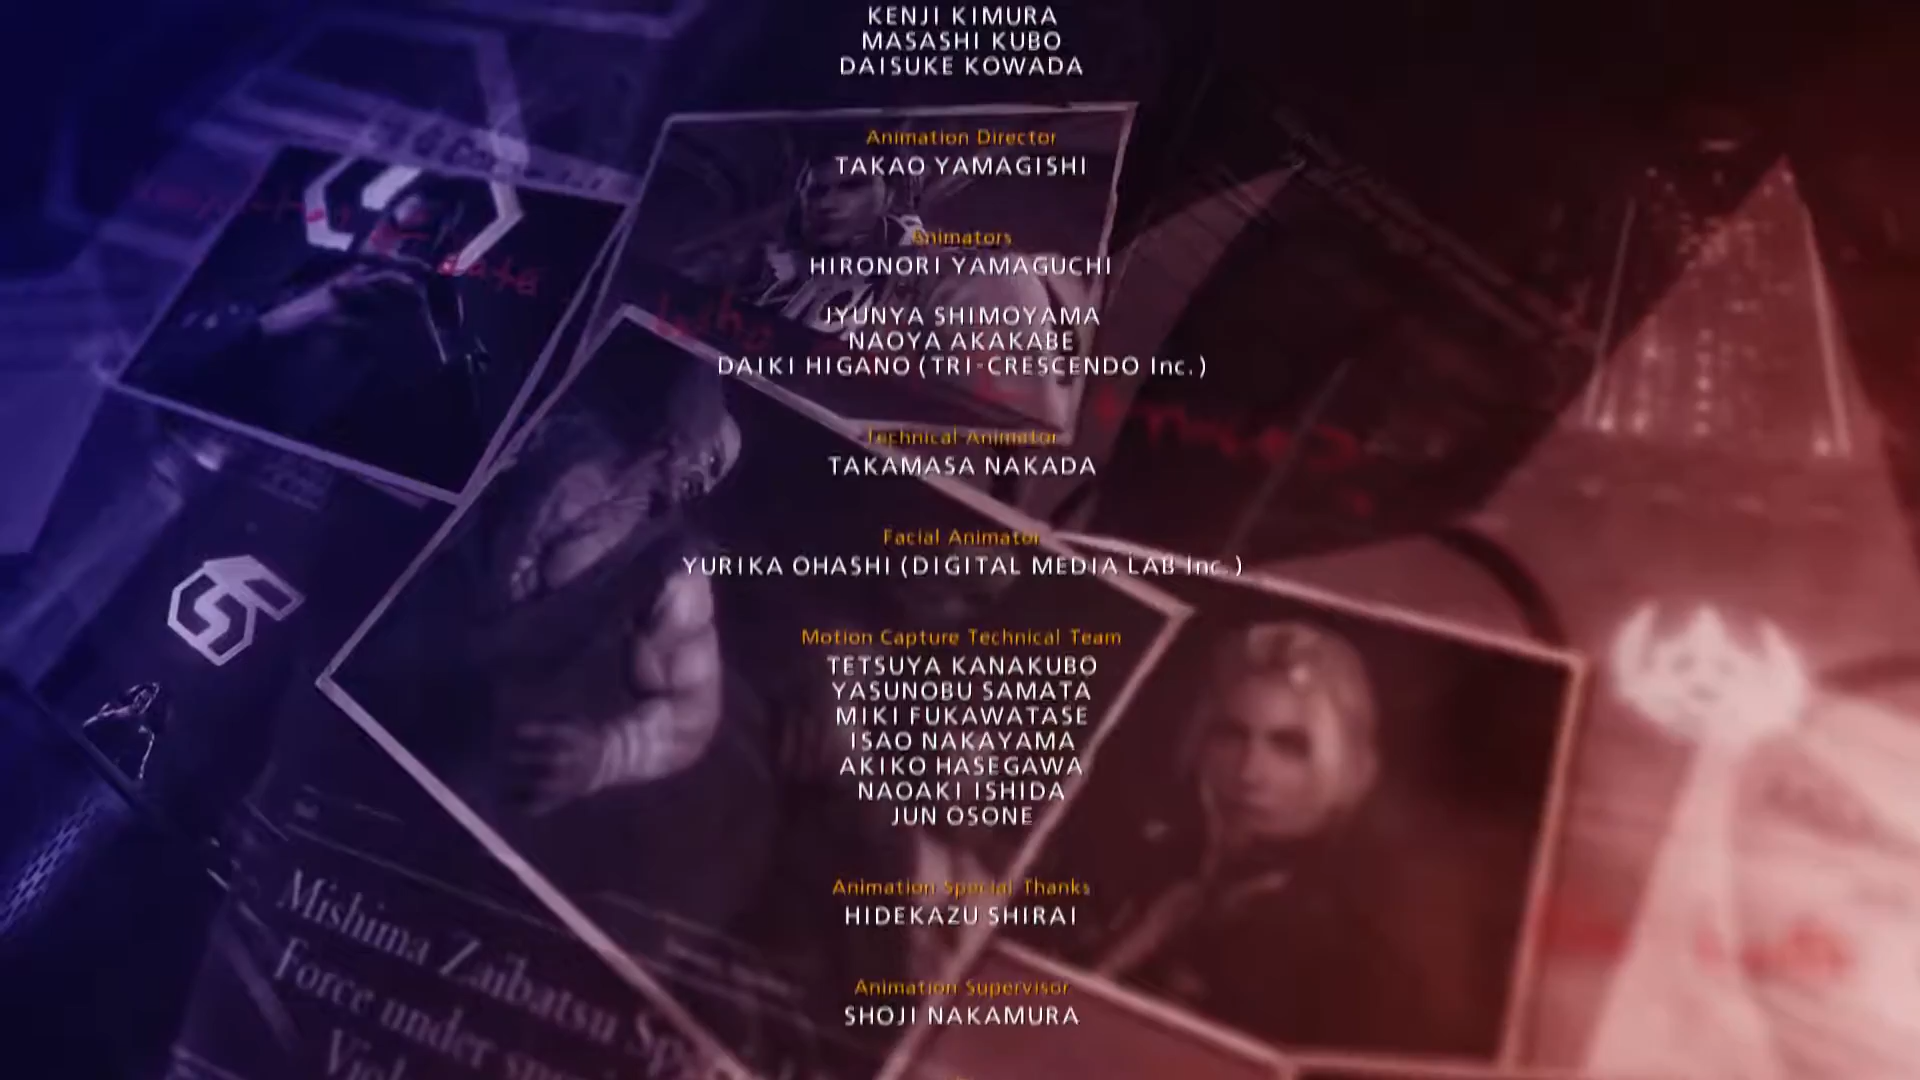 KENJI KIMURA
MASASHI KUBO
DAISUKE KOWADA
Animation Director
TAKAO YAMAGISHI
Animators
HIRONORI YAMAGUCHI
JYUNYA SHIMOYAMA
NAOYA AKAKABE
DAIKI HIGANO (TRI-CRESCENDO Inc.)
Technical Animator
TAKAMASA NAKADA
Facial Animator
YURIKA OHASHI (DIGITAL MEDIA LAB Inc.)
Motion Capture Technical Team
TETSUYA KANAKUBO
YASUNOBU SAMATA
MIKI FUKAWATASE
ISAO NAKAYAMA
AKIKO HASEGAWA
NAOAKI ISHIDA
JUN OSONE
Animation Special Thanks
HIDEKAZU SHIRAI
Animation Supervisor
SHOJI NAKAMURA
Mishima Zaibatsu
Force under